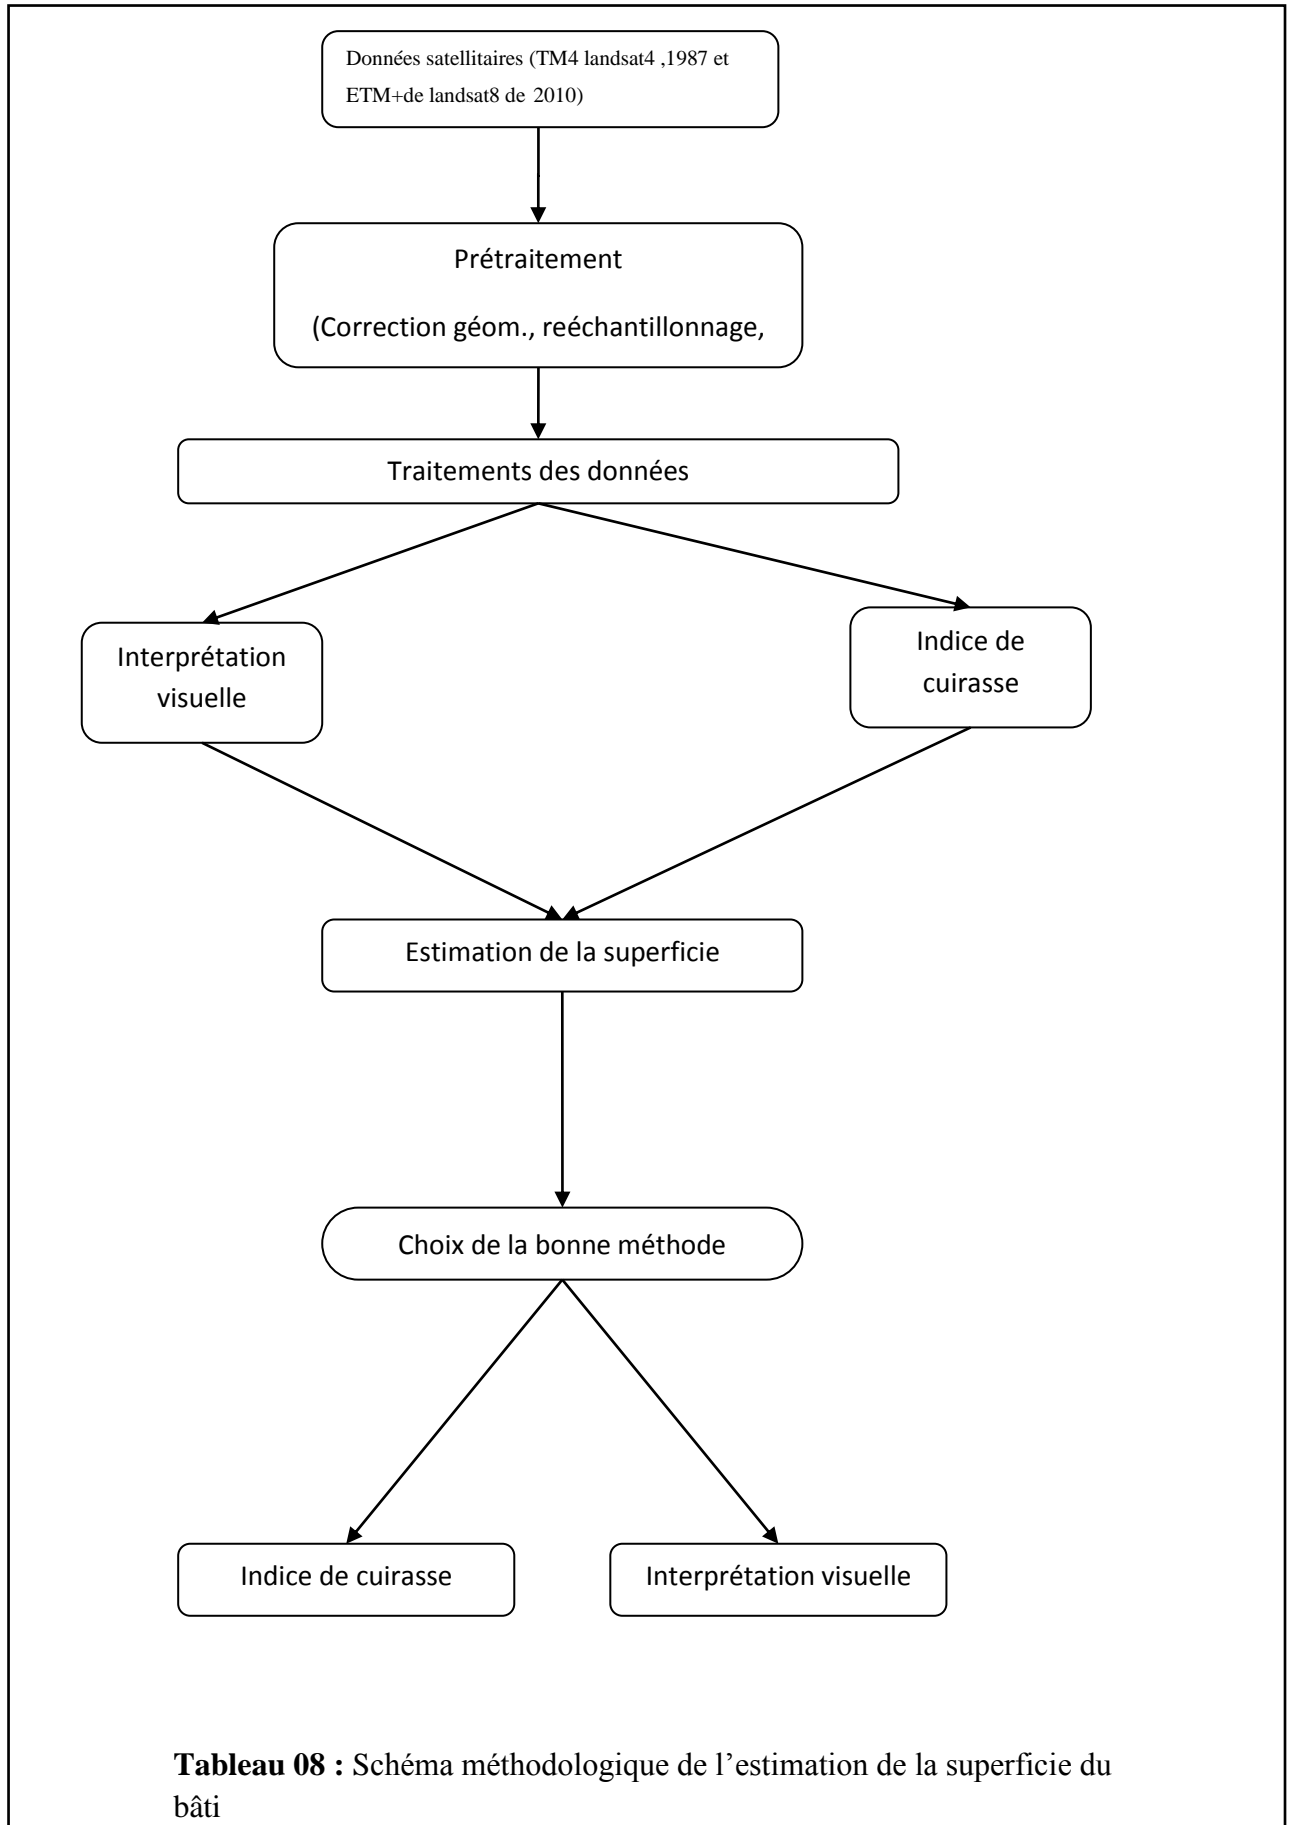 Données satellitaires (TM4 landsat4 ,1987 et
ETM+de landsat8 de 2010)
Prétraitement
(Correction géom., reéchantillonnage,
Traitements des données
Interprétation
visuelle
Indice de
cuirasse
Estimation de la superficie
Choix de la bonne méthode
Indice de cuirasse
Interprétation visuelle
Tableau 08 : Schéma méthodologique de l’estimation de la superficie du
bâti